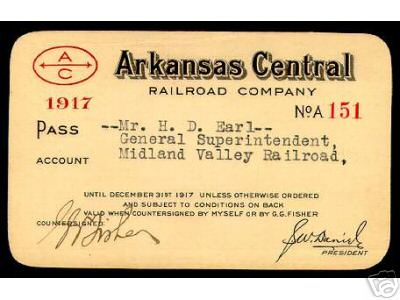 A
C
Arkansas Central
RAILROAD COMPANY
1917
No A 151
PASS --Mr. H. D. Earl--
General Superintendent,
ACCOUNT Midland Valley Railroad,
UNTIL DECEMBER 31ST 1917 UNLESS OTHERWISE ORDERED
AND SUBJECT TO CONDITIONS ON BACK
VALID WHEN COUNTERSIGNED BY MYSELF OR BY G.G. FISHER
COUNTERSIGNED:
GG Fisher
PRESIDENT